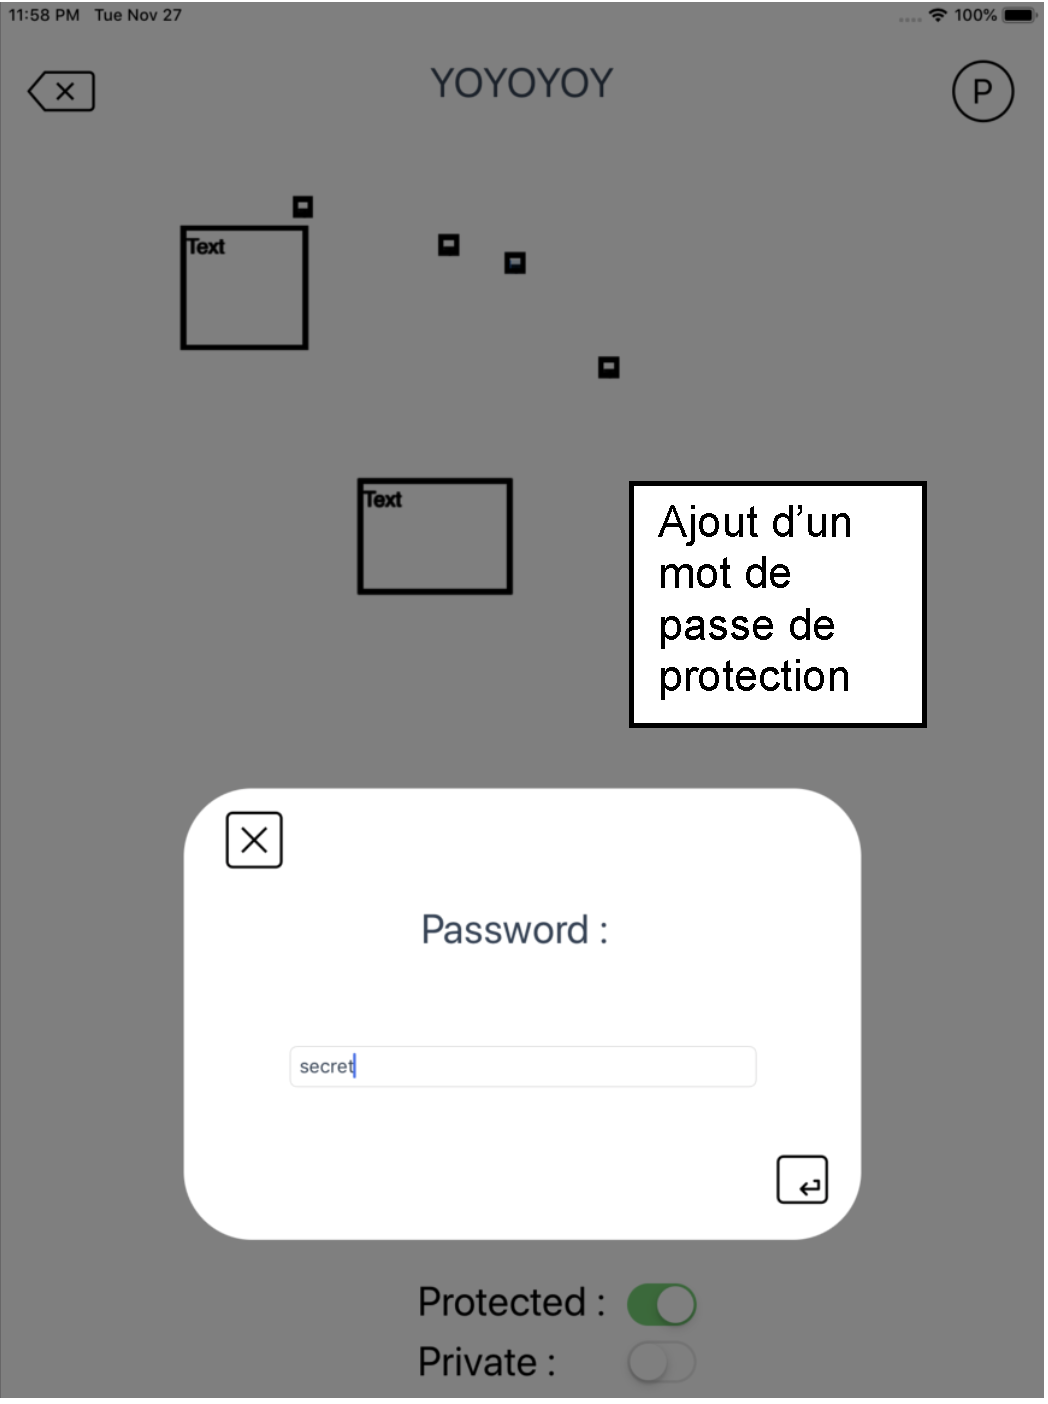 11:58 PM Tue Nov 27
100%
YOYOYOY
P
Text
Text
Ajout d’un
mot de
passe de
protection
Password :
secret
Protected :
Private :